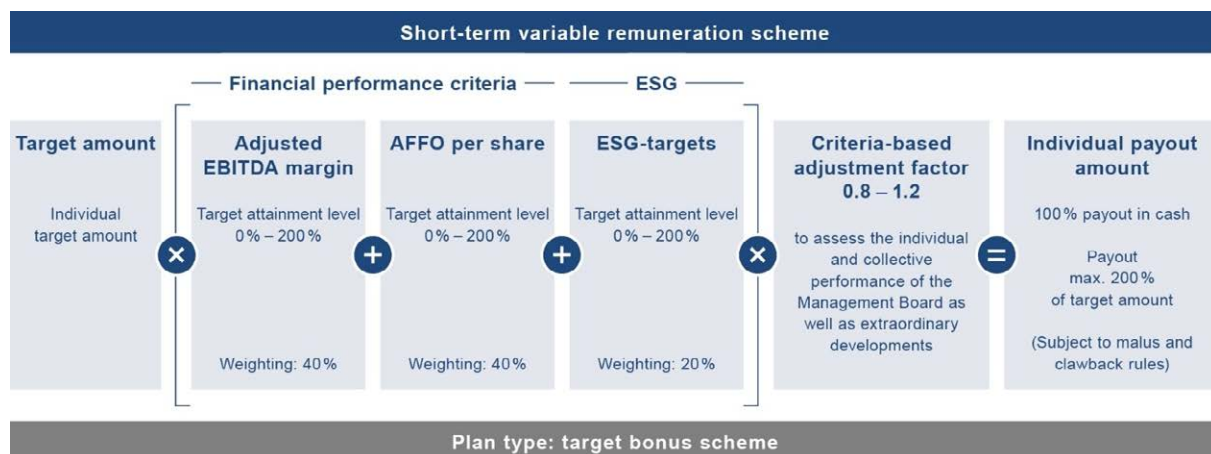 Short-term variable remuneration scheme
Financial performance criteria
ESG
Target amount
Individual
target amount
×
Adjusted
EBITDA margin
Target attainment level
0% – 200%
Weighting: 40%
+
AFFO per share
Target attainment level
0% – 200%
Weighting: 40%
+
ESG-targets
Target attainment level
0% – 200%
Weighting: 20%
×
Criteria-based
adjustment factor
0.8 – 1.2
to assess the individual
and collective
performance of the
Management Board as
well as extraordinary
developments
=
Individual payout
amount
100% payout in cash
Payout
max. 200%
of target amount
(Subject to malus and
clawback rules)
Plan type: target bonus scheme